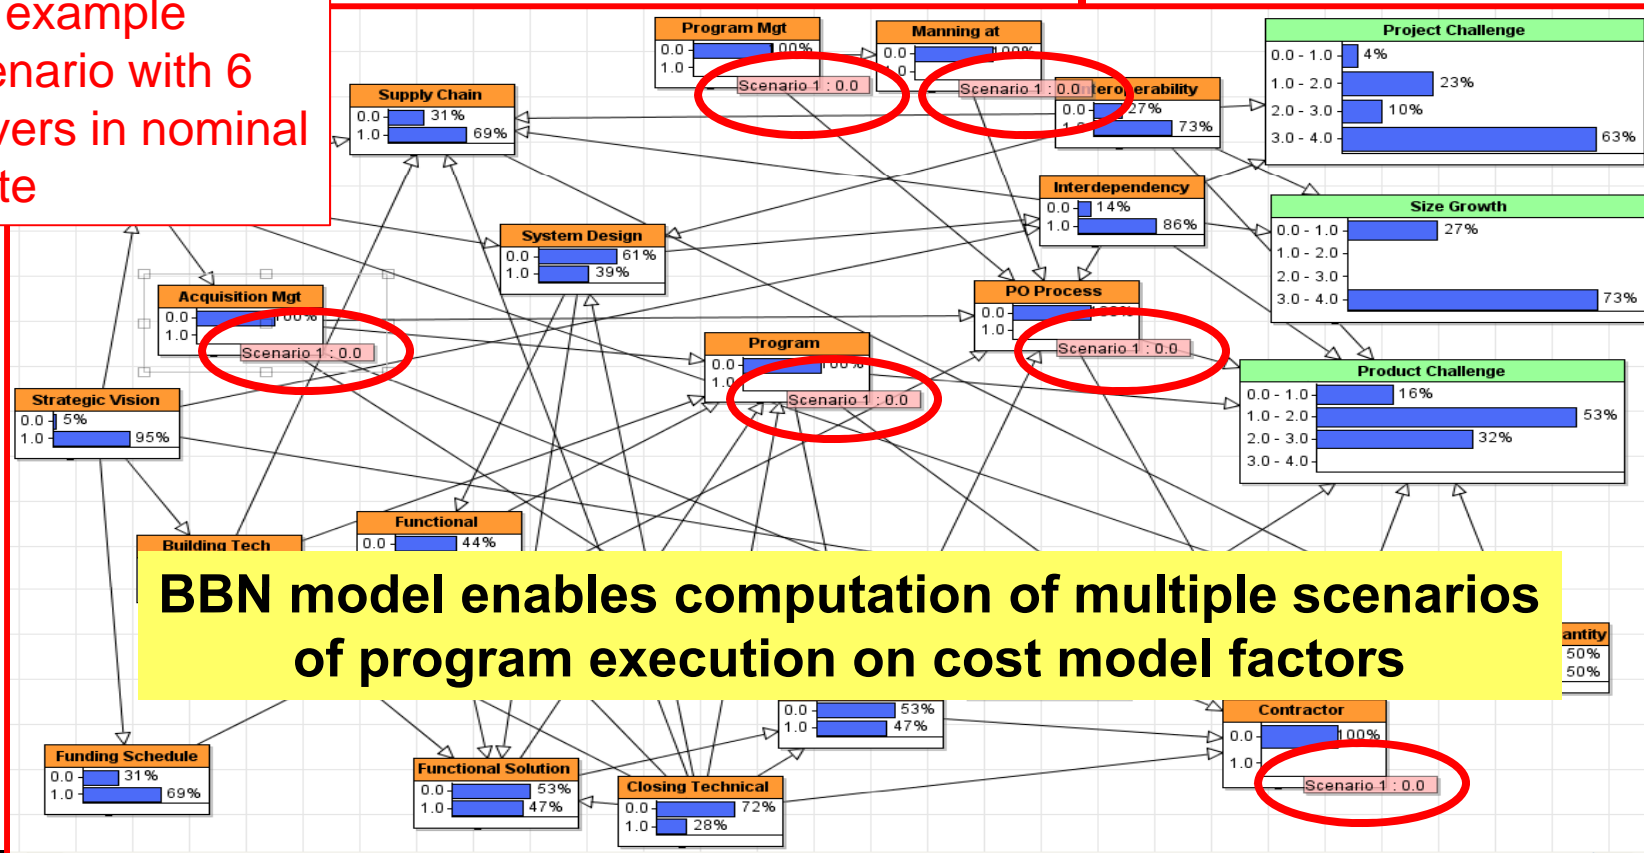 example
with 6
in nominal
Program Mgt
0.0
1.0
Scenario 1 : 0.0
Manning at
0.0
Scenario 1 : 0.0
Project Challenge
0.0 - 1.0 4%
1.0 - 2.0 23%
2.0 - 3.0 10%
3.0 - 4.0 63%
Supply Chain
0.0 31%
1.0 69%
0.0 27%
73%
Interdependency
0.0 14%
1.0 86%
Size Growth
0.0 - 1.0 27%
1.0 - 2.0
2.0 - 3.0
3.0 - 4.0 73%
System Design
0.0 61%
1.0 39%
Acquisition Mgt
0.0 100%
1.0
Scenario 1 : 0.0
PO Process
0.0 100%
1.0
Scenario 1 : 0.0
Program
0.0 100%
1.0
Scenario 1 : 0.0
Product Challenge
0.0 - 1.0 16%
1.0 - 2.0 53%
2.0 - 3.0 32%
3.0 - 4.0
Strategic Vision
0.0 5%
1.0 95%
Functional
0.0 44%
Building Tech
BBN model enables computation of multiple scenarios
of program execution on cost model factors
50%
50%
0.0 53%
1.0 47%
Contractor
0.0 100%
1.0
Scenario 1 : 0.0
Funding Schedule
0.0 31%
1.0 69%
Functional Solution
0.0 53%
1.0 47%
Closing Technical
0.0 72%
1.0 28%